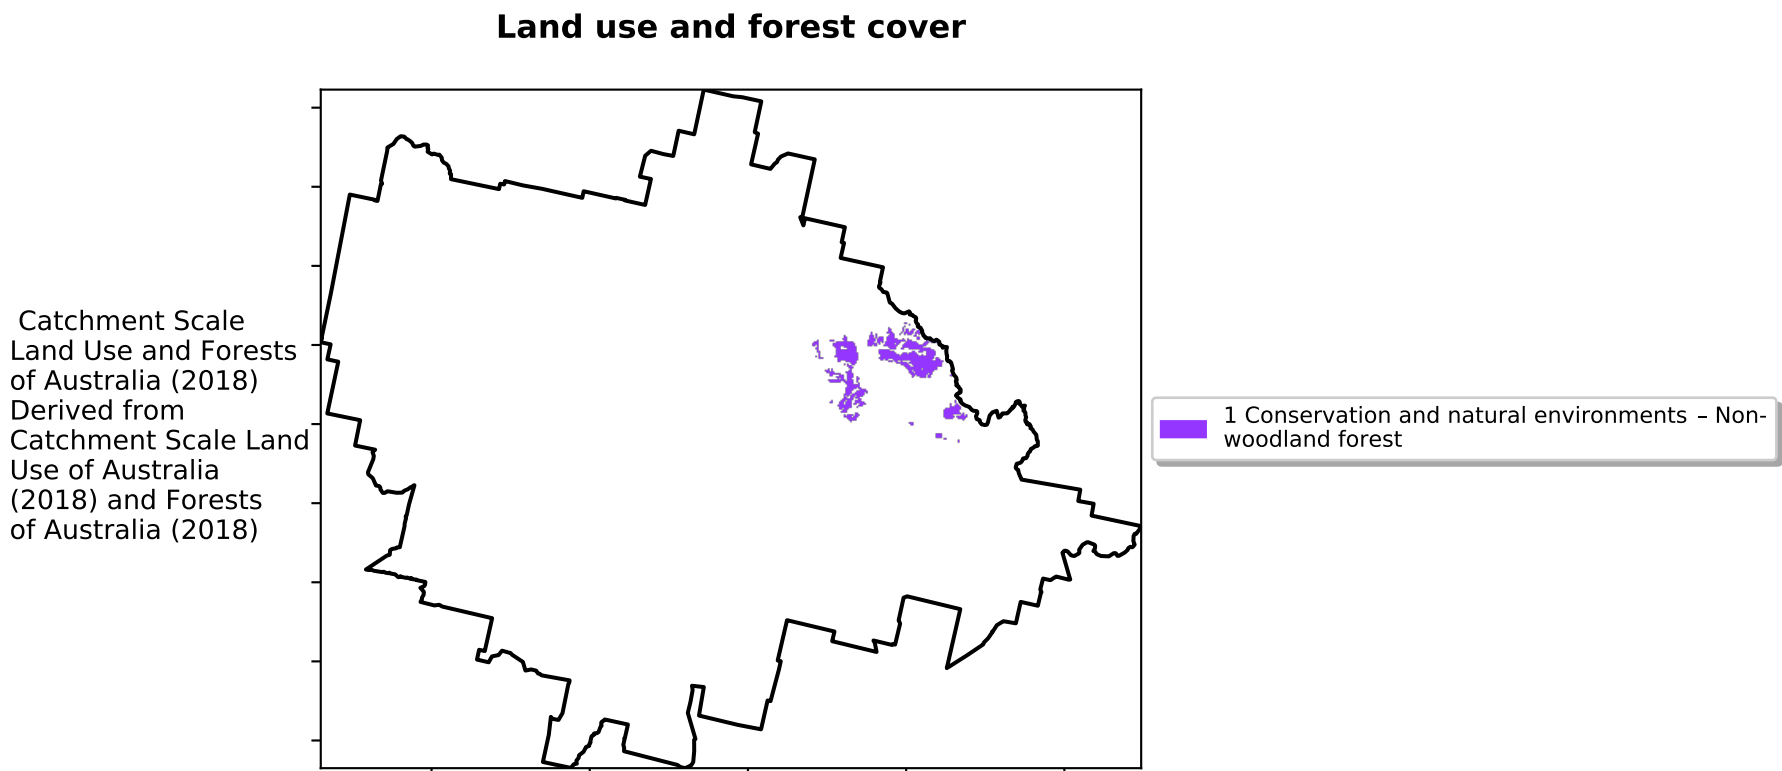 Land use and forest cover
Catchment Scale
Land Use and Forests
of Australia (2018)
Derived from
Catchment Scale Land
Use of Australia
(2018) and Forests
of Australia (2018)
1 Conservation and natural environments – Non-
woodland forest